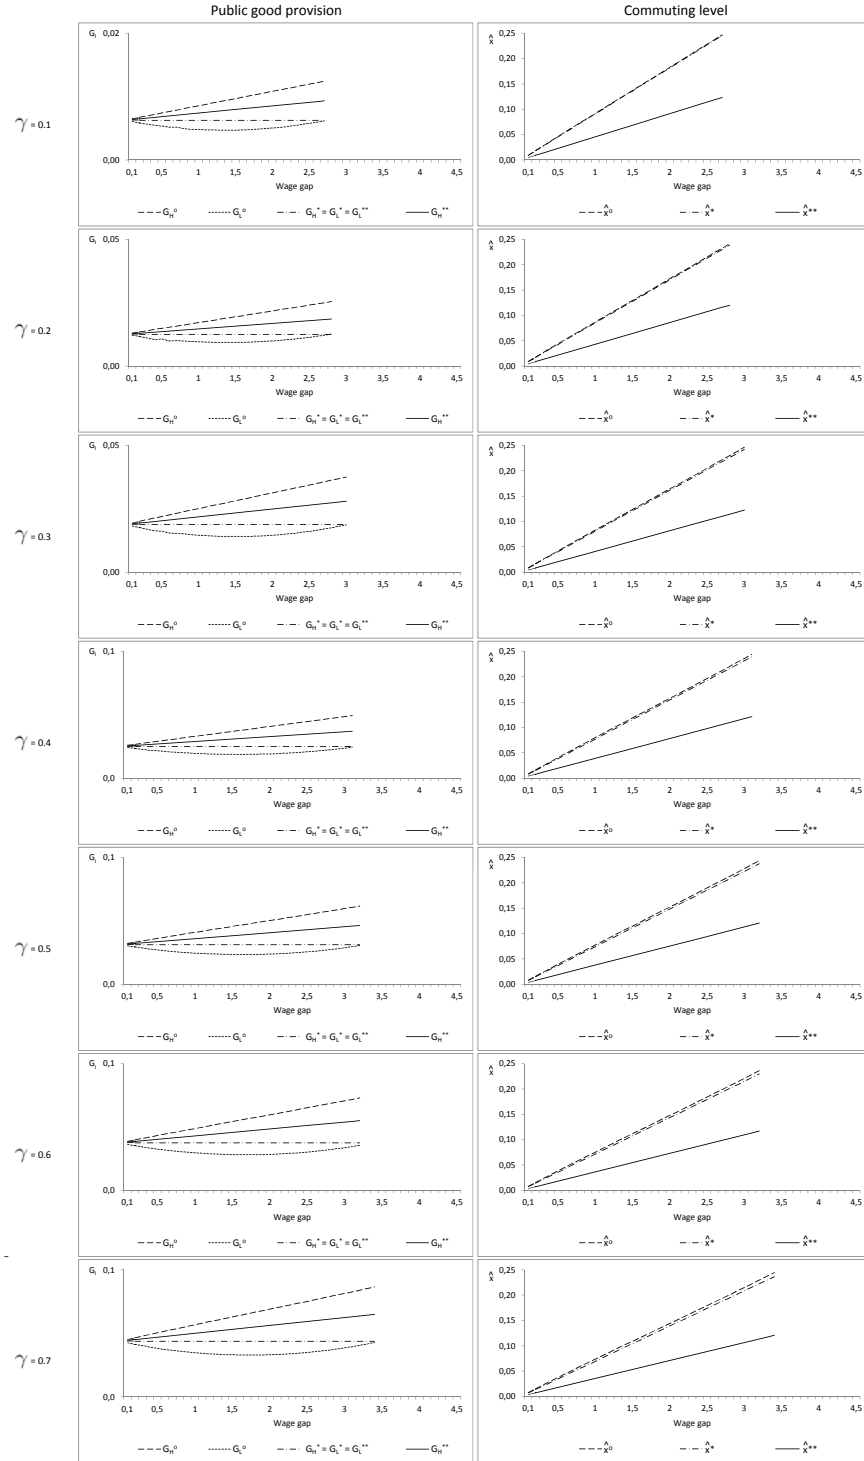 Public good provision
Commuting level
γ = 0.1
G_i 0,02
0,00
0,1 0,5 1 1,5 2 2,5 3 3,5 4 4,5
Wage gap
G_H^o G_L^o G_H^* = G_L^* = G_L^** G_H^**
x̂ 0,25
0,20
0,15
0,10
0,05
0,00
0,1 0,5 1 1,5 2 2,5 3 3,5 4 4,5
Wage gap
x̂^o x̂* x̂**
γ = 0.2
G_i 0,05
0,00
0,1 0,5 1 1,5 2 2,5 3 3,5 4 4,5
Wage gap
G_H^o G_L^o G_H^* = G_L^* = G_L^** G_H^**
x̂ 0,25
0,20
0,15
0,10
0,05
0,00
0,1 0,5 1 1,5 2 2,5 3 3,5 4 4,5
Wage gap
x̂^o x̂* x̂**
γ = 0.3
G_i 0,05
0,00
0,1 0,5 1 1,5 2 2,5 3 3,5 4 4,5
Wage gap
G_H^o G_L^o G_H^* = G_L^* = G_L^** G_H^**
x̂ 0,25
0,20
0,15
0,10
0,05
0,00
0,1 0,5 1 1,5 2 2,5 3 3,5 4 4,5
Wage gap
x̂^o x̂* x̂**
γ = 0.4
G_i 0,1
0,0
0,1 0,5 1 1,5 2 2,5 3 3,5 4 4,5
Wage gap
G_H^o G_L^o G_H^* = G_L^* = G_L^** G_H^**
x̂ 0,25
0,20
0,15
0,10
0,05
0,00
0,1 0,5 1 1,5 2 2,5 3 3,5 4 4,5
Wage gap
x̂^o x̂* x̂**
γ = 0.5
G_i 0,1
0,0
0,1 0,5 1 1,5 2 2,5 3 3,5 4 4,5
Wage gap
G_H^o G_L^o G_H^* = G_L^* = G_L^** G_H^**
x̂ 0,25
0,20
0,15
0,10
0,05
0,00
0,1 0,5 1 1,5 2 2,5 3 3,5 4 4,5
Wage gap
x̂^o x̂* x̂**
γ = 0.6
G_i 0,1
0,0
0,1 0,5 1 1,5 2 2,5 3 3,5 4 4,5
Wage gap
G_H^o G_L^o G_H^* = G_L^* = G_L^** G_H^**
x̂ 0,25
0,20
0,15
0,10
0,05
0,00
0,1 0,5 1 1,5 2 2,5 3 3,5 4 4,5
Wage gap
x̂^o x̂* x̂**
γ = 0.7
G_i 0,1
0,0
0,1 0,5 1 1,5 2 2,5 3 3,5 4 4,5
Wage gap
G_H^o G_L^o G_H^* = G_L^* = G_L^** G_H^**
x̂ 0,25
0,20
0,15
0,10
0,05
0,00
0,1 0,5 1 1,5 2 2,5 3 3,5 4 4,5
Wage gap
x̂^o x̂* x̂**